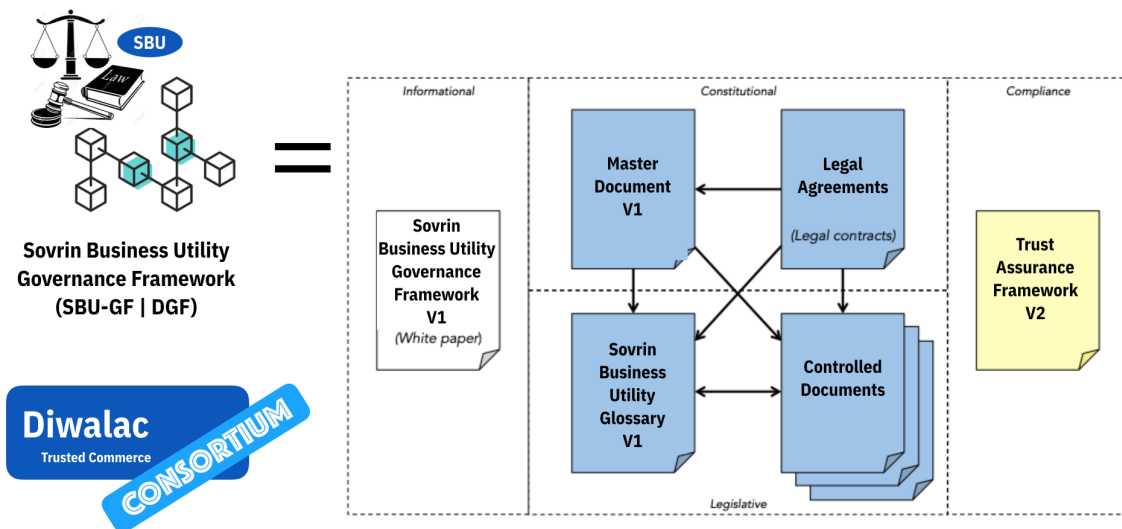 SBU
Law
Sovrin Business Utility
Governance Framework
(SBU-GF | DGF)
Diwalac
Trusted Commerce
CONSORTIUM
Informational
Sovrin
Business Utility
Governance
Framework
V1
(White paper)
Constitutional
Master
Document
V1
Legal
Agreements
(Legal contracts)
Sovrin
Business
Utility
Glossary
V1
Controlled
Documents
Legislative
Compliance
Trust
Assurance
Framework
V2